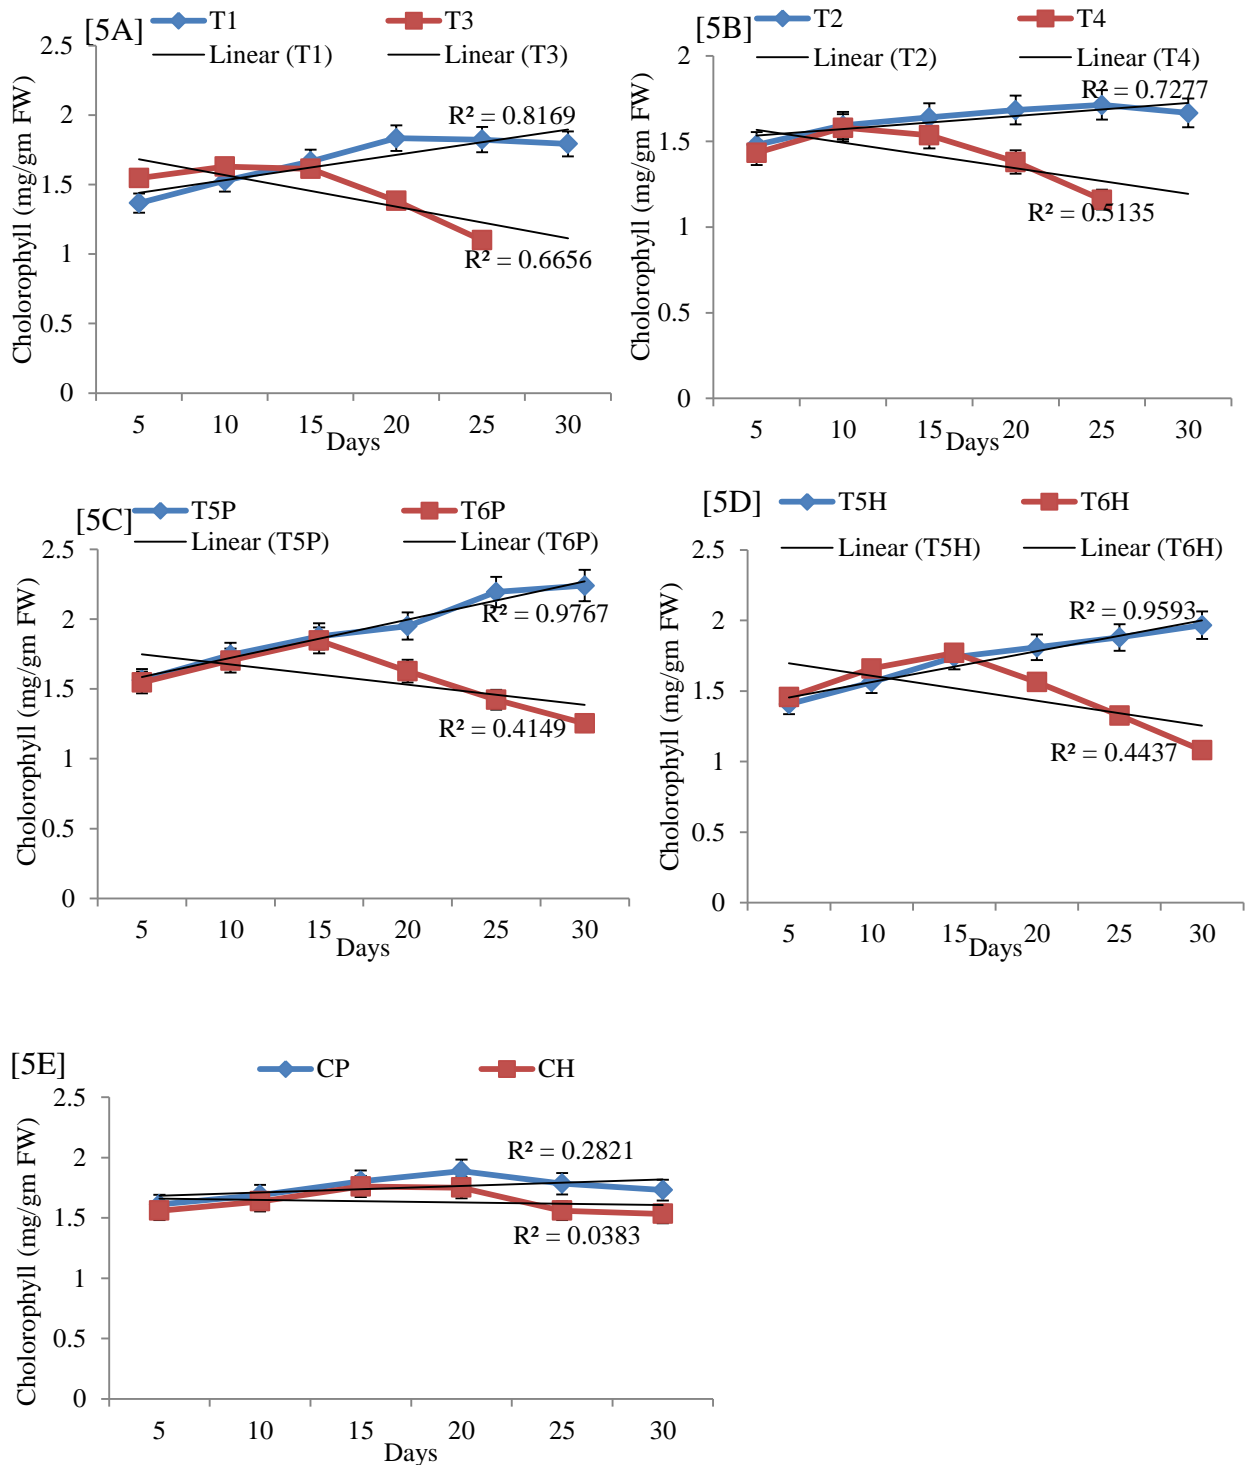 [5A]
T1 T3
Linear (T1) Linear (T3)
2.5
2
1.5
1
0.5
0
Cholorophyll (mg/gm FW)
R² = 0.8169
R² = 0.6656
5 10 15 20 25 30
Days
[5B]
T2 T4
Linear (T2) Linear (T4)
2
1.5
1
0.5
0
Cholorophyll (mg/gm FW)
R² = 0.7277
R² = 0.5135
5 10 15 20 25 30
Days
[5C]
T5P T6P
Linear (T5P) Linear (T6P)
2.5
2
1.5
1
0.5
0
Cholorophyll (mg/gm FW)
R² = 0.9767
R² = 0.4149
5 10 15 20 25 30
Days
[5D]
T5H T6H
Linear (T5H) Linear (T6H)
2.5
2
1.5
1
0.5
0
Cholorophyll (mg/gm FW)
R² = 0.9593
R² = 0.4437
5 10 15 20 25 30
Days
[5E]
CP CH
2.5
2
1.5
1
0.5
0
Cholorophyll (mg/gm FW)
R² = 0.2821
R² = 0.0383
5 10 15 20 25 30
Days